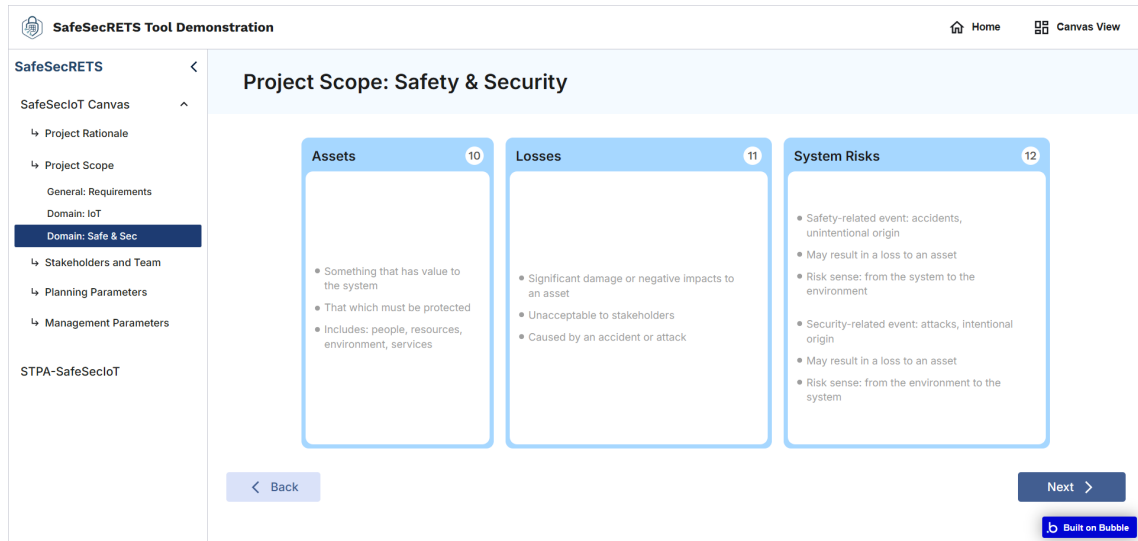 SafeSecRETS Tool Demonstration
Home
Canvas View
SafeSecRETS
SafeSecIoT Canvas
Project Rationale
Project Scope
General: Requirements
Domain: IoT
Domain: Safe & Sec
Stakeholders and Team
Planning Parameters
Management Parameters
STPA-SafeSecIoT
Project Scope: Safety & Security
Assets
10
Something that has value to
the system
That which must be protected
Includes: people, resources,
environment, services
Losses
11
Significant damage or negative impacts to
an asset
Unacceptable to stakeholders
Caused by an accident or attack
System Risks
12
Safety-related event: accidents,
unintentional origin
May result in a loss to an asset
Risk sense: from the system to the
environment
Security-related event: attacks, intentional
origin
May result in a loss to an asset
Risk sense: from the environment to the
system
Back
Next
.b Built on Bubble